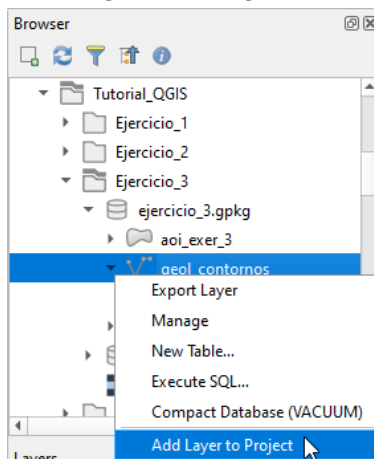 Browser
Tutorial_QGIS
Ejercicio_1
Ejercicio_2
Ejercicio_3
ejercicio_3.gpkg
aoi_exer_3
geol_contornos
Export Layer
Manage
New Table...
Execute SQL...
Compact Database (VACUUM)
Add Layer to Project
Layers